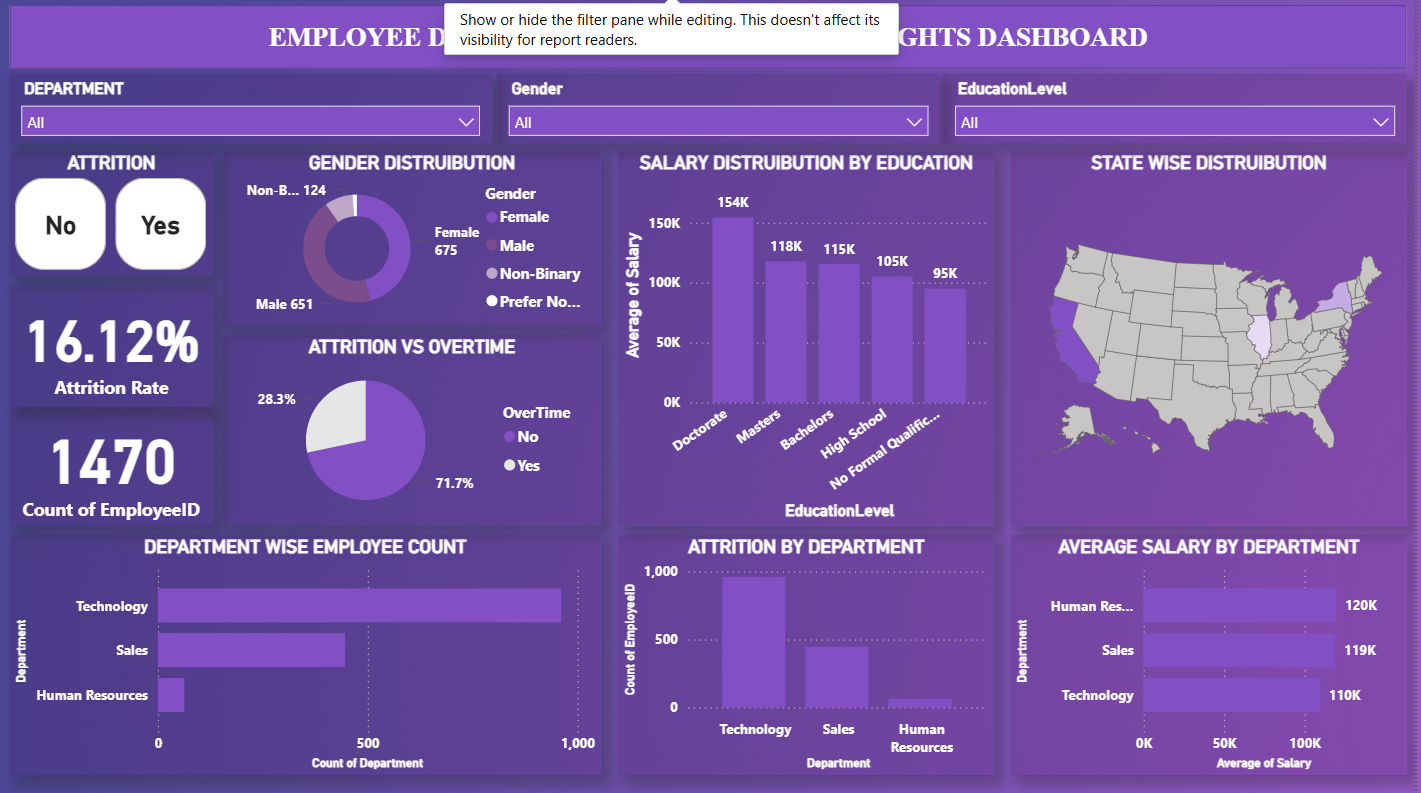 Show or hide the filter pane while editing. This doesn't affect its
visibility for report readers.
EMPLOYEE D
GHTS DASHBOARD
DEPARTMENT
All
Gender
All
EducationLevel
All
ATTRITION
No
Yes
16.12%
Attrition Rate
1470
Count of EmployeeID
GENDER DISTRUIBUTION
Non-B... 124
Female
675
Male 651
Gender
Female
Male
Non-Binary
Prefer No...
ATTRITION VS OVERTIME
28.3%
71.7%
OverTime
No
Yes
SALARY DISTRUIBUTION BY EDUCATION
Average of Salary
150K
100K
50K
0K
154K
118K
115K
105K
95K
Doctorate
Masters
Bachelors
High School
No Formal Qualific...
EducationLevel
STATE WISE DISTRUIBUTION
DEPARTMENT WISE EMPLOYEE COUNT
Department
Technology
Sales
Human Resources
0
500
1,000
Count of Department
ATTRITION BY DEPARTMENT
Count of EmployeeID
1,000
500
0
Technology
Sales
Human
Resources
Department
AVERAGE SALARY BY DEPARTMENT
Department
Human Res...
120K
Sales
119K
Technology
110K
0K
50K
100K
Average of Salary